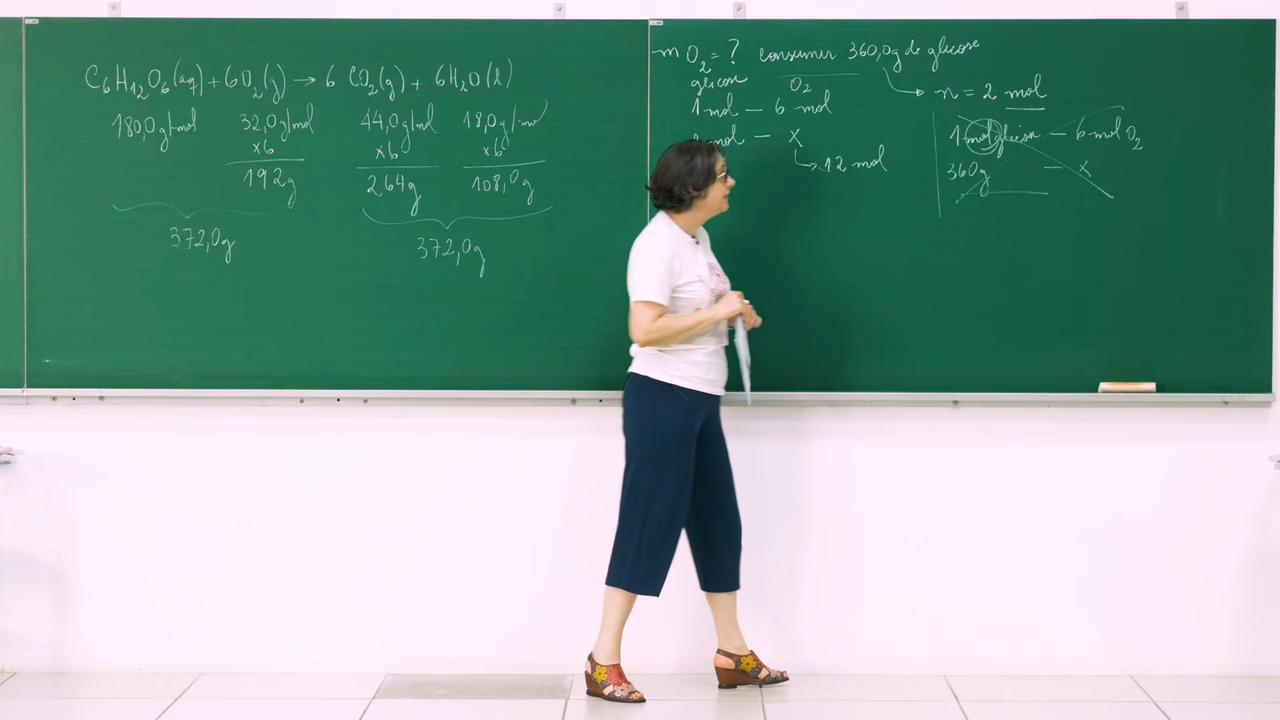 C₆H₁₂O₆(aq) + 6O₂(g) → 6 CO₂(g) + 6H₂O(l)
180,0g/mol 32,0g/mol 44,0g/mol 18,0g/mol
x6 x6 x6
192g 264g 108,0g
372,0g 372,0g
m O₂ = ? consumir 360,0g de glicose
glicose O₂ → n = 2 mol
1 mol — 6 mol
mol — x
→ 12 mol
1 mol glicose — 6 mol O₂
360g — x